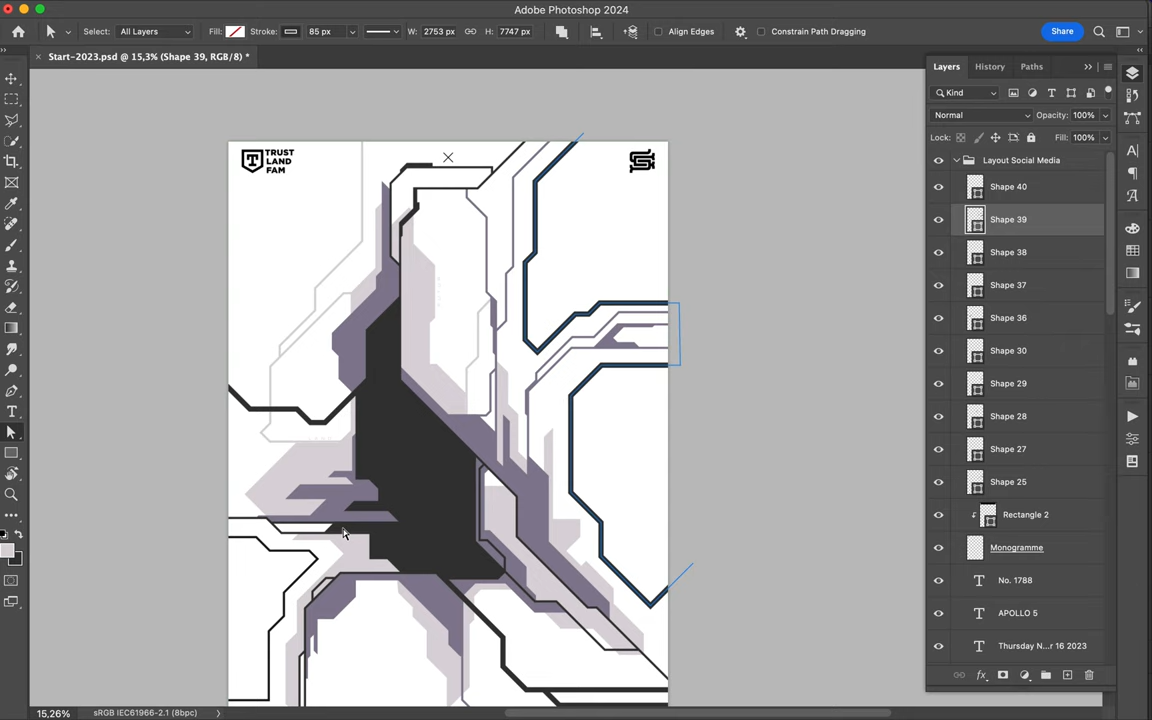 Adobe Photoshop 2024
Select: All Layers Fill: Stroke: 85 px W: 2753 px H: 7747 px Align Edges Constrain Path Dragging Share
Start-2023.psd @ 15,3% (Shape 39, RGB/8) *
Layers History Paths
Kind
Normal Opacity: 100%
Lock: Fill: 100%
Layout Social Media
Shape 40
Shape 39
Shape 38
Shape 37
Shape 36
Shape 30
Shape 29
Shape 28
Shape 27
Shape 25
Rectangle 2
Monogramme
No. 1788
APOLLO 5
Thursday N...r 16 2023
TRUST
LAND
FAM
15,26% sRGB IEC61966-2.1 (8bpc)